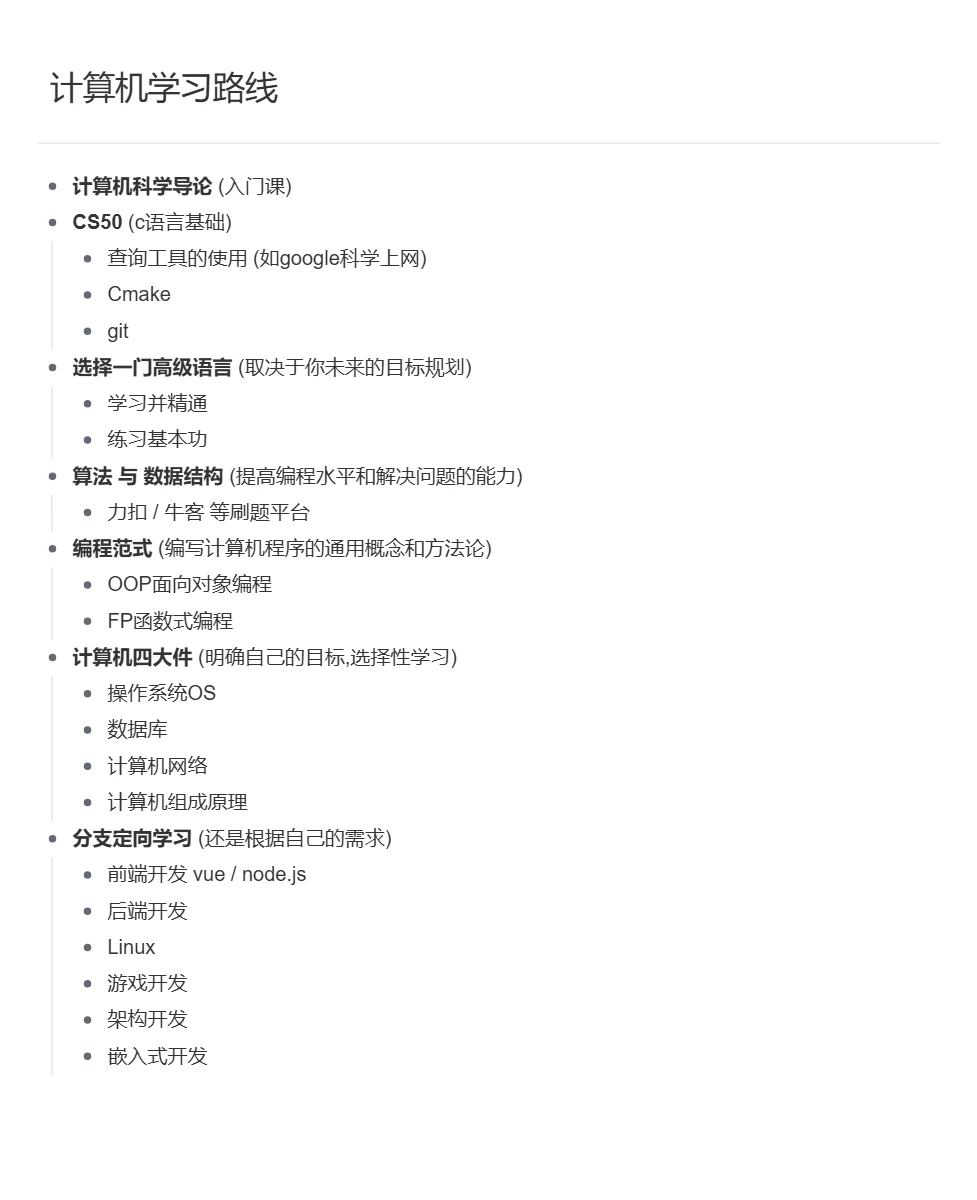 计算机学习路线
计算机科学导论 (入门课)
CS50 (c语言基础)
查询工具的使用 (如google科学上网)
Cmake
git
选择一门高级语言 (取决于你未来的目标规划)
学习并精通
练习基本功
算法 与 数据结构 (提高编程水平和解决问题的能力)
力扣 / 牛客 等刷题平台
编程范式 (编写计算机程序的通用概念和方法论)
OOP面向对象编程
FP函数式编程
计算机四大件 (明确自己的目标,选择性学习)
操作系统OS
数据库
计算机网络
计算机组成原理
分支定向学习 (还是根据自己的需求)
前端开发 vue / node.js
后端开发
Linux
游戏开发
架构开发
嵌入式开发